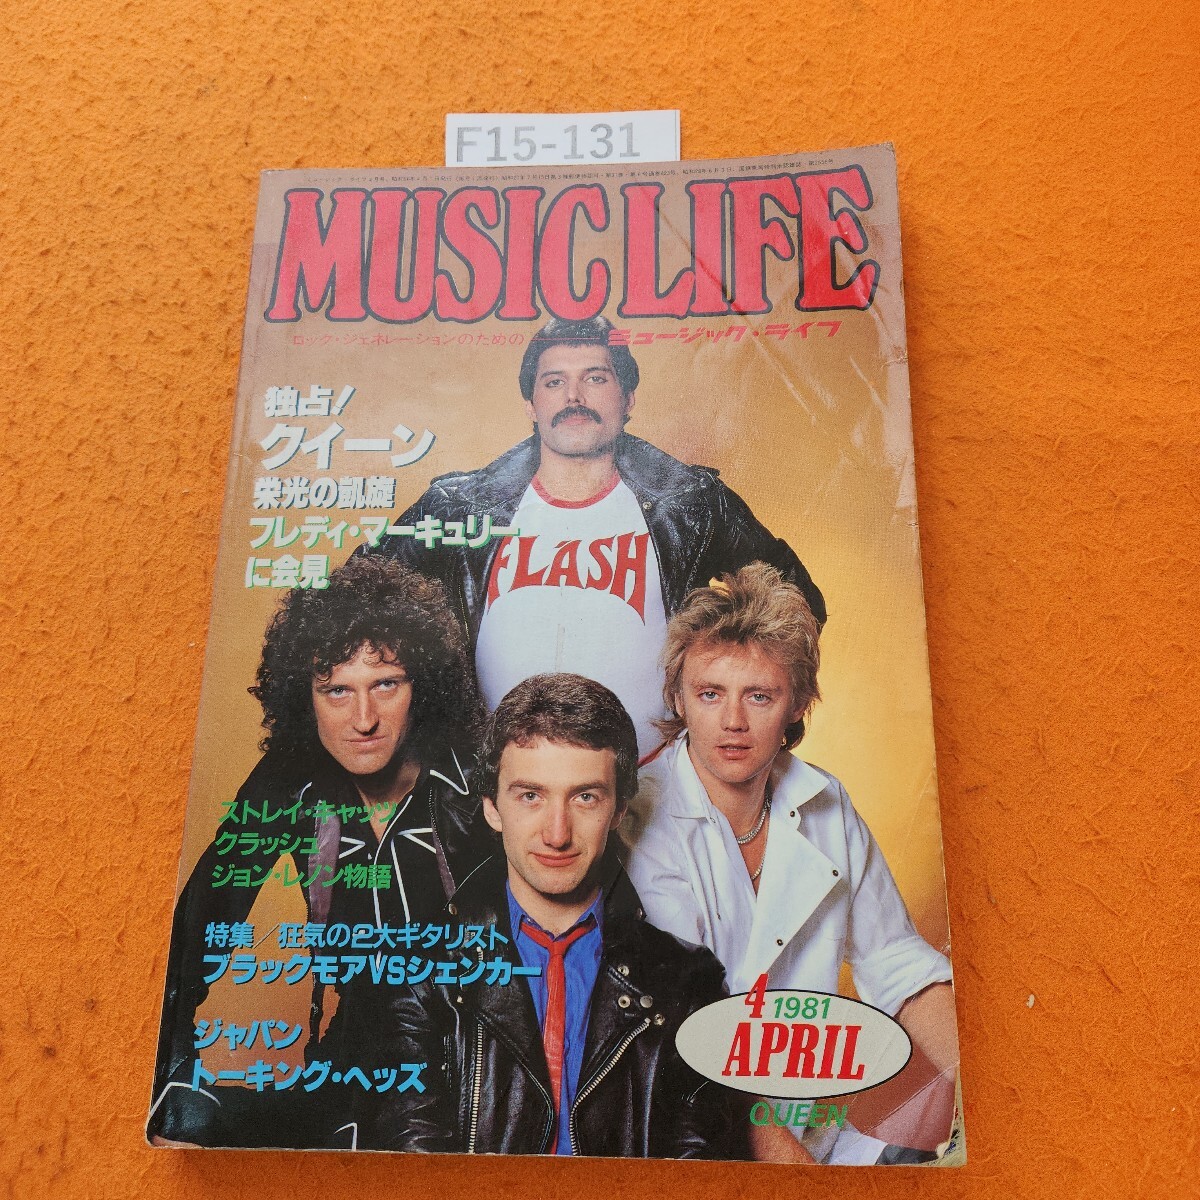 F15-131
MUSIC LIFE
ロック・ジェネレーションのための ミュージック・ライフ
独占!
クイーン
栄光の凱旋
フレディ・マーキュリー
に会見
FLASH
ストレイ・キャッツ
クラッシュ
ジョン・レノン物語
特集/狂気の2大ギタリスト
ブラックモアVSシェンカー
ジャパン
トーキング・ヘッズ
4 1981
APRIL
QUEEN